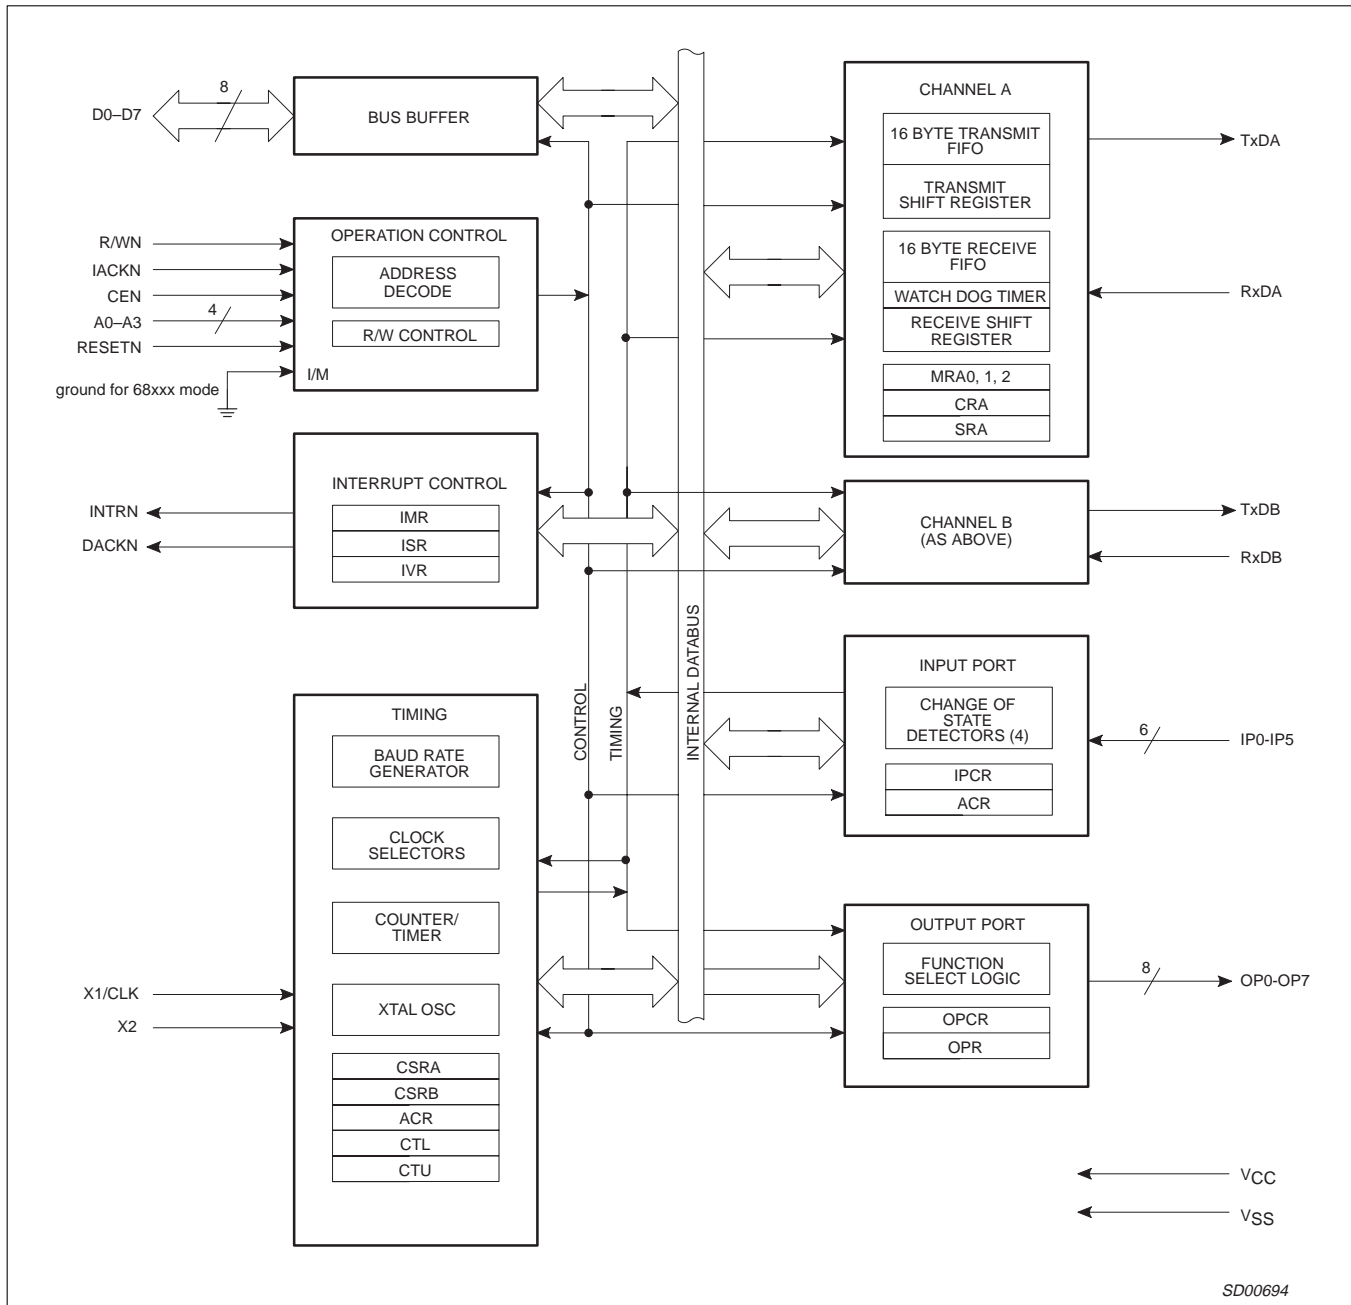 D0–D7
8
BUS BUFFER
R/WN
IACKN
CEN
A0–A3
4
RESETN
ground for 68xxx mode
OPERATION CONTROL
ADDRESS
DECODE
R/W CONTROL
I/M
INTRN
DACKN
INTERRUPT CONTROL
IMR
ISR
IVR
TIMING
BAUD RATE
GENERATOR
CLOCK
SELECTORS
COUNTER/
TIMER
X1/CLK
X2
XTAL OSC
CSRA
CSRB
ACR
CTL
CTU
CONTROL
TIMING
INTERNAL DATABUS
CHANNEL A
16 BYTE TRANSMIT
FIFO
TRANSMIT
SHIFT REGISTER
16 BYTE RECEIVE
FIFO
WATCH DOG TIMER
RECEIVE SHIFT
REGISTER
MRA0, 1, 2
CRA
SRA
TxDA
RxDA
CHANNEL B
(AS ABOVE)
TxDB
RxDB
INPUT PORT
CHANGE OF
STATE
DETECTORS (4)
IPCR
ACR
6
IP0-IP5
OUTPUT PORT
FUNCTION
SELECT LOGIC
OPCR
OPR
8
OP0-OP7
VCC
VSS
SD00694